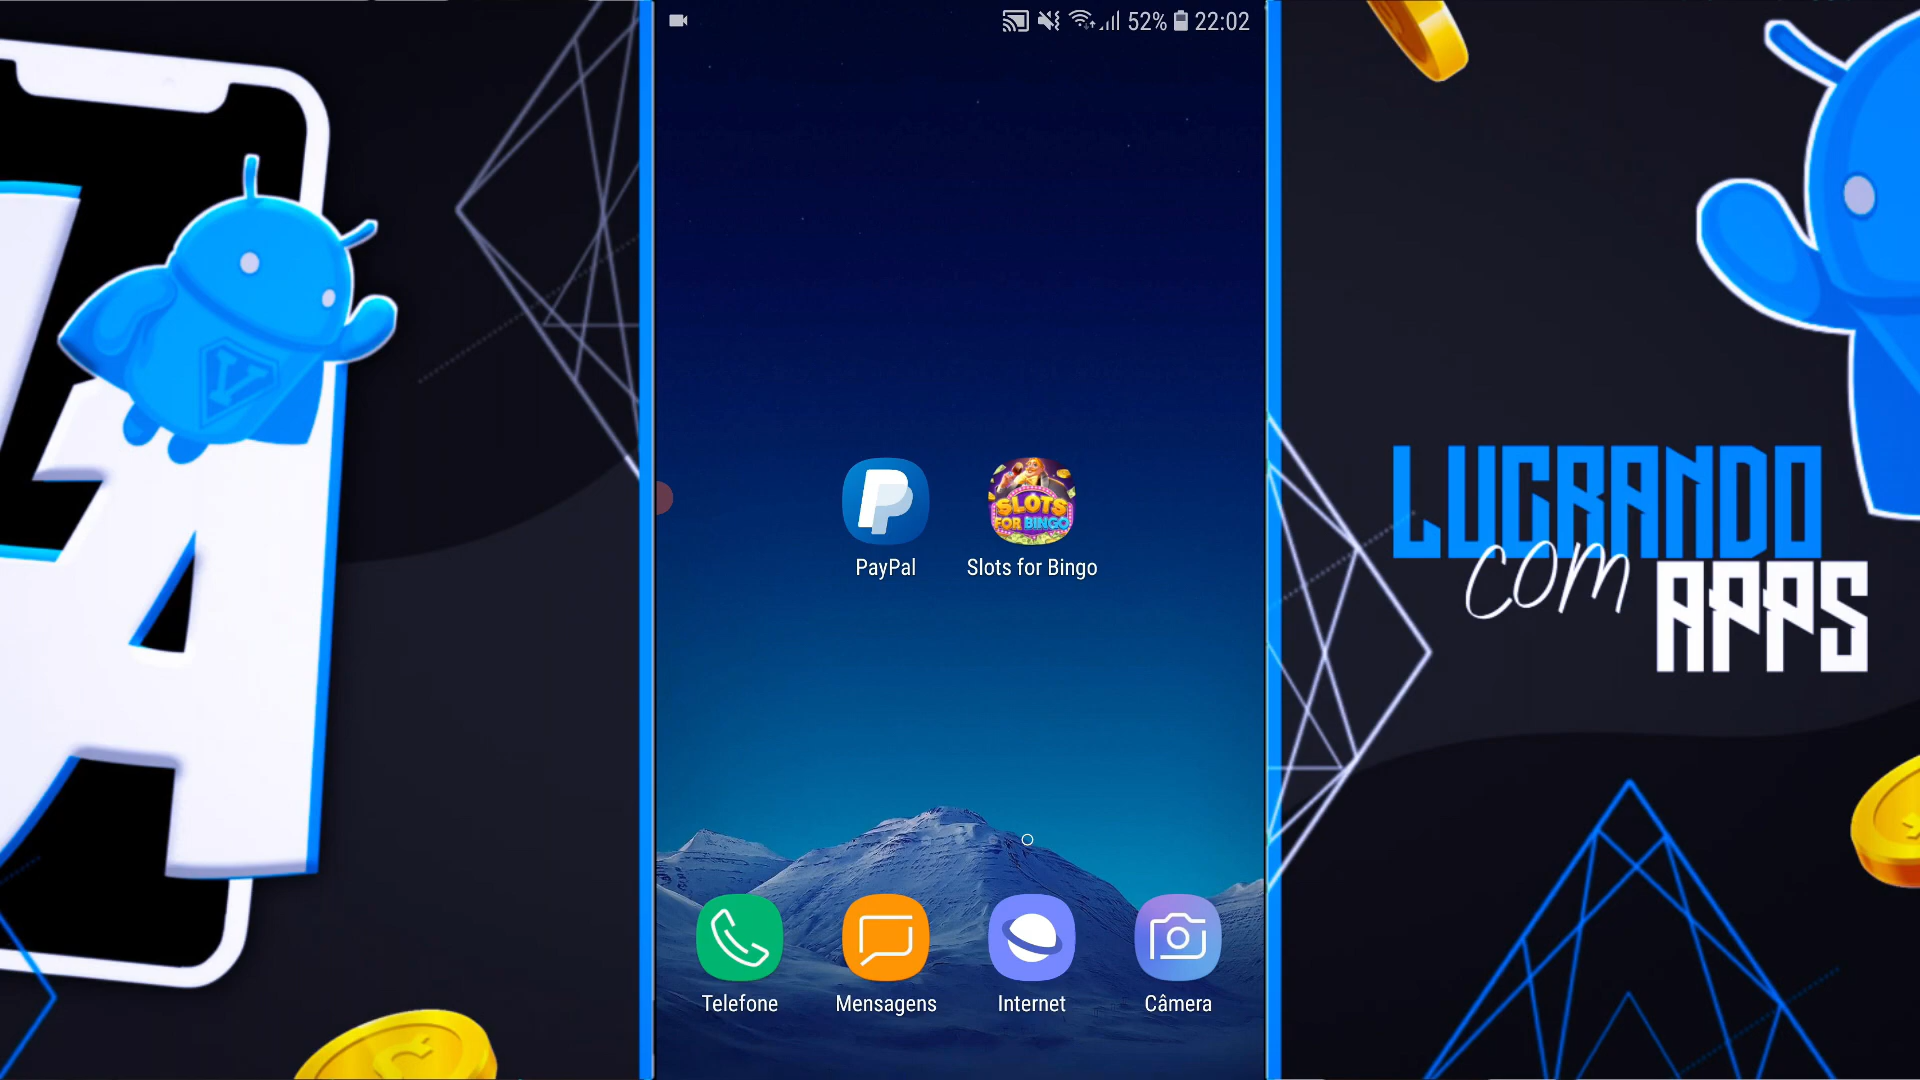 52% 22:02
SLOTS
FOR BINGO
PayPal Slots for Bingo
LUCRANDO
com
APPS
Telefone Mensagens Internet Câmera